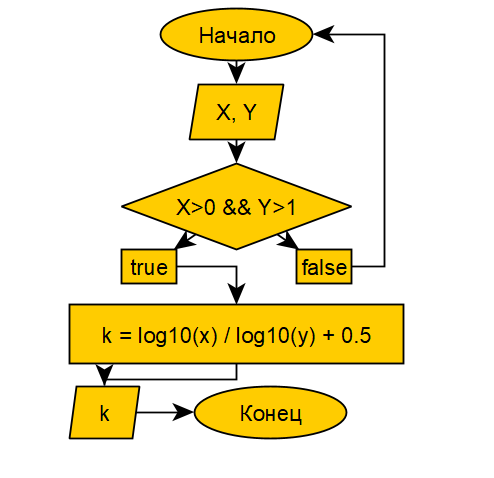 Начало
X, Y
X>0 && Y>1
true
false
k = log10(x) / log10(y) + 0.5
k
Конец